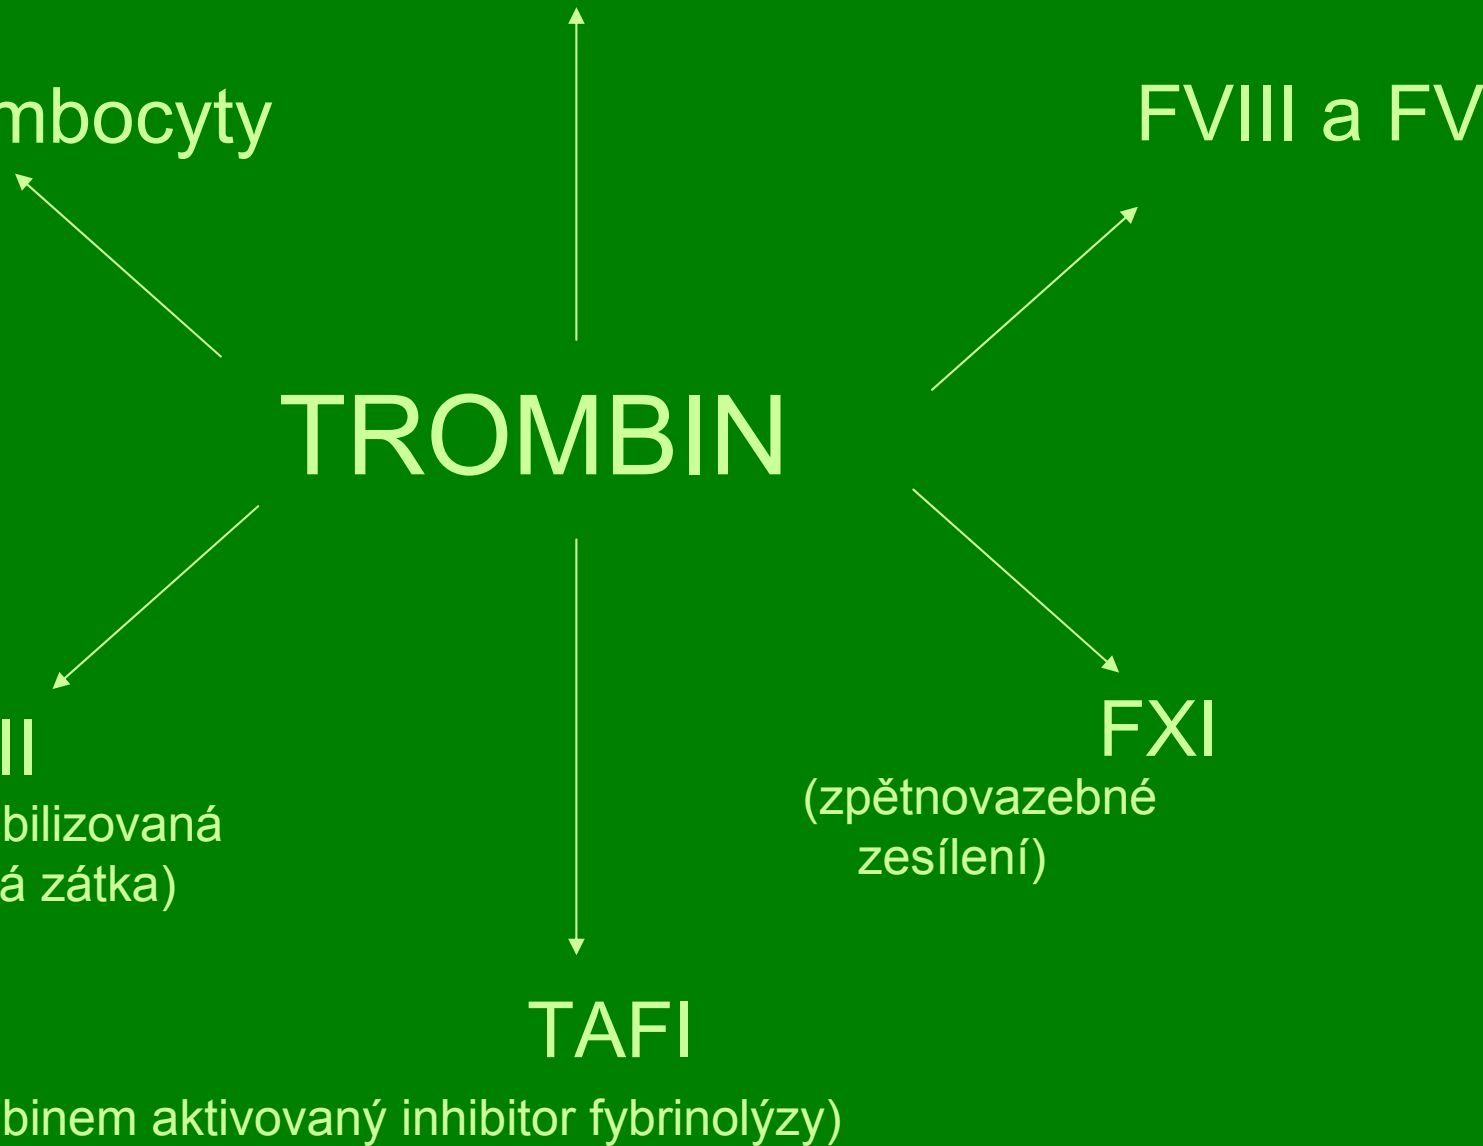 mbocyty
FVIII a FV
TROMBIN
II
FXI
bilizovaná
á zátka)
(zpětnovazebné
zesílení)
TAFI
binem aktivovaný inhibitor fybrinolýzy)